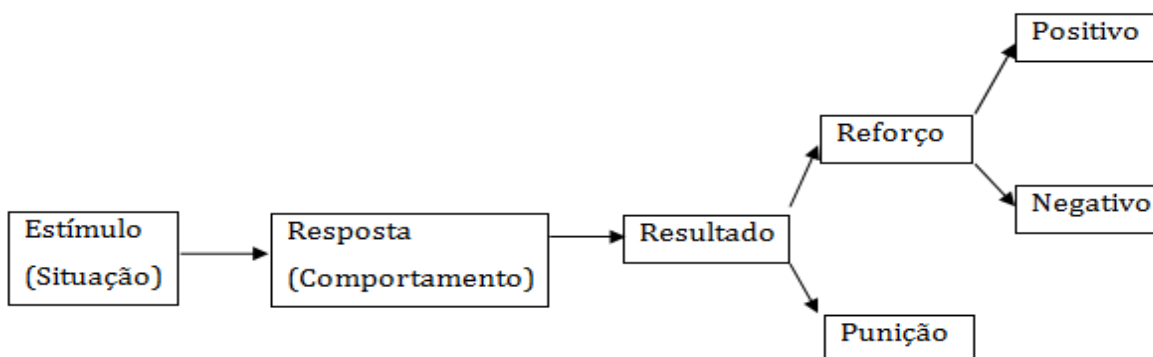 Estímulo
(Situação)
Resposta
(Comportamento)
Resultado
Reforço
Positivo
Negativo
Punição